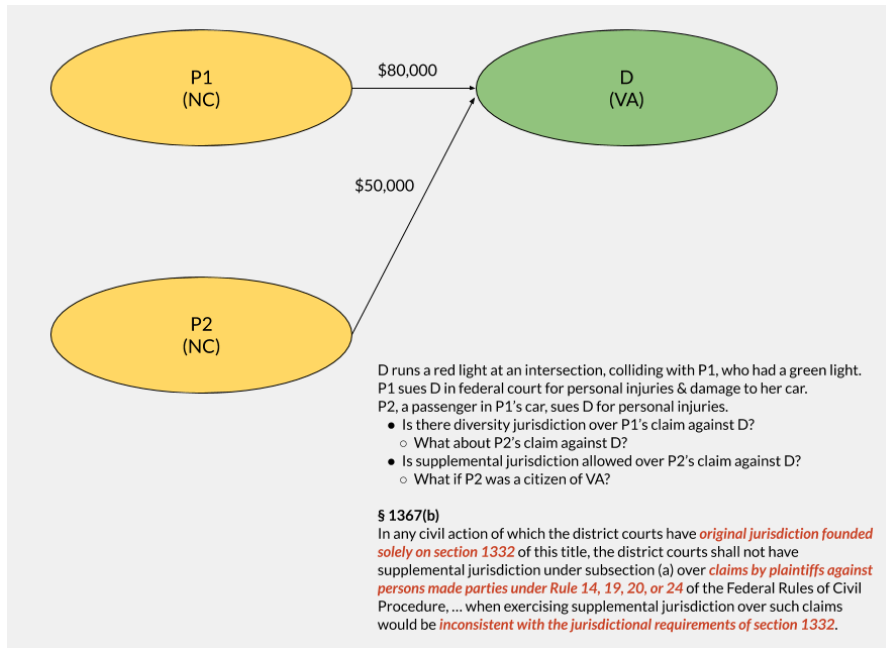 P1
(NC)
$80,000
D
(VA)
$50,000
P2
(NC)
D runs a red light at an intersection, colliding with P1, who had a green light.
P1 sues D in federal court for personal injuries & damage to her car.
P2, a passenger in P1's car, sues D for personal injuries.
● Is there diversity jurisdiction over P1's claim against D?
○ What about P2's claim against D?
● Is supplemental jurisdiction allowed over P2's claim against D?
○ What if P2 was a citizen of VA?
§ 1367(b)
In any civil action of which the district courts have original jurisdiction founded
solely on section 1332 of this title, the district courts shall not have
supplemental jurisdiction under subsection (a) over claims by plaintiffs against
persons made parties under Rule 14, 19, 20, or 24 of the Federal Rules of Civil
Procedure, ... when exercising supplemental jurisdiction over such claims
would be inconsistent with the jurisdictional requirements of section 1332.